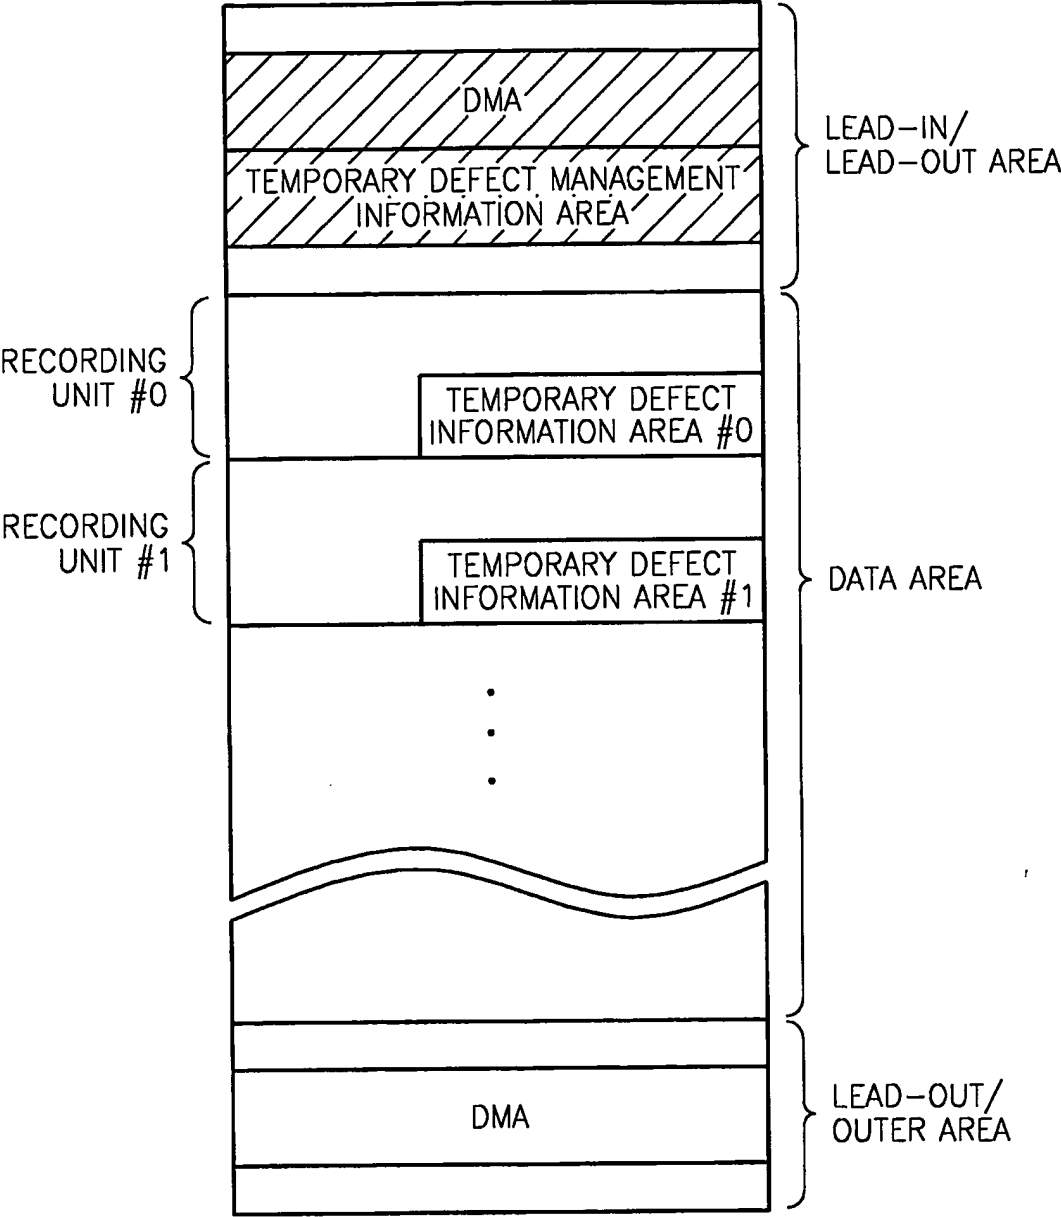 DMA
TEMPORARY DEFECT MANAGEMENT
INFORMATION AREA
LEAD-IN/
LEAD-OUT AREA
RECORDING
UNIT #0
TEMPORARY DEFECT
INFORMATION AREA #0
RECORDING
UNIT #1
TEMPORARY DEFECT
INFORMATION AREA #1
DATA AREA
DMA
LEAD-OUT/
OUTER AREA